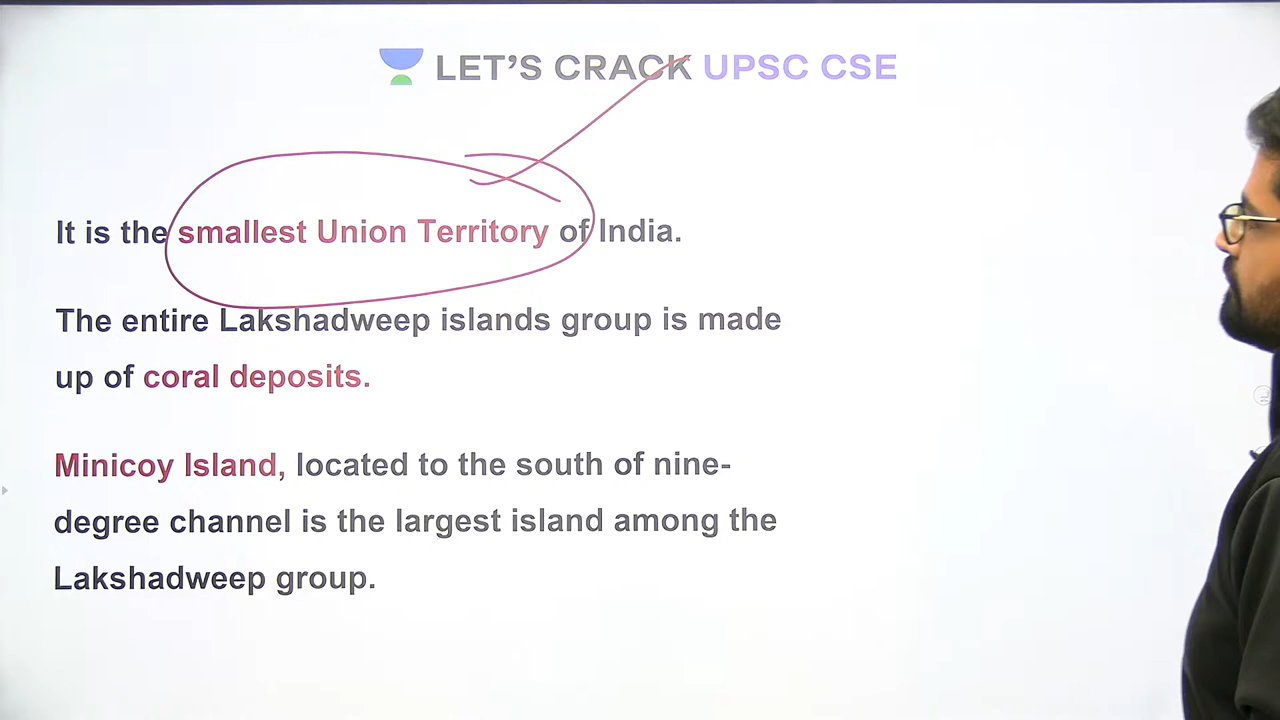 LET'S CRACK UPSC CSE
It is the smallest Union Territory of India.
The entire Lakshadweep islands group is made
up of coral deposits.
Minicoy Island, located to the south of nine-
degree channel is the largest island among the
Lakshadweep group.